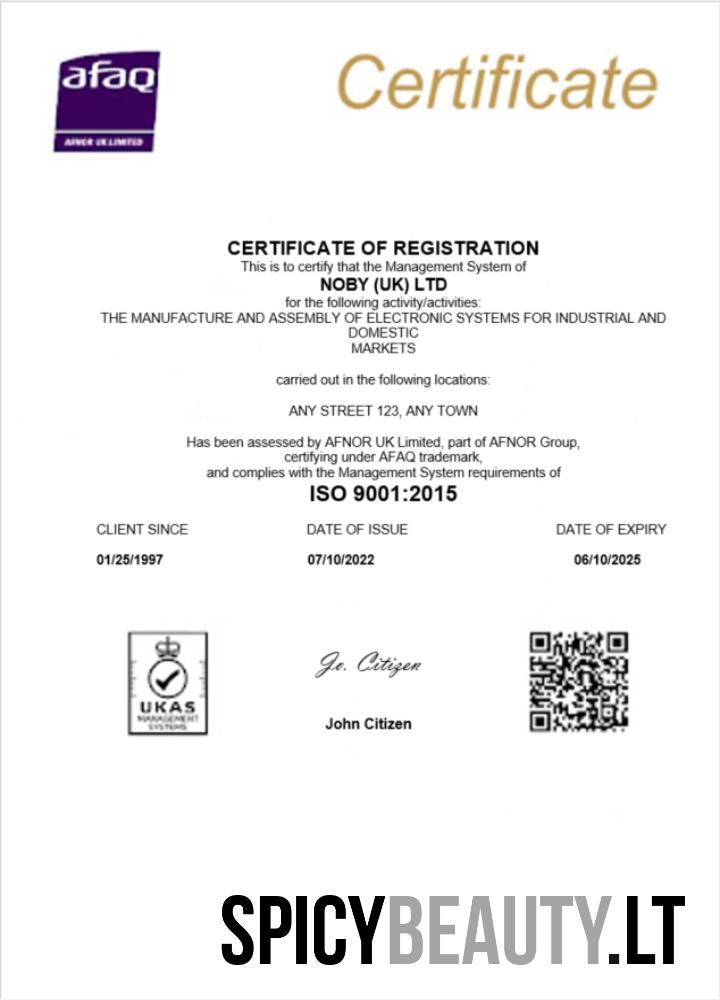 afaq
AFNOR UK LIMITED
Certificate
CERTIFICATE OF REGISTRATION
This is to certify that the Management System of
NOBY (UK) LTD
for the following activity/activities:
THE MANUFACTURE AND ASSEMBLY OF ELECTRONIC SYSTEMS FOR INDUSTRIAL AND
DOMESTIC
MARKETS
carried out in the following locations:
ANY STREET 123, ANY TOWN
Has been assessed by AFNOR UK Limited, part of AFNOR Group,
certifying under AFAQ trademark,
and complies with the Management System requirements of
ISO 9001:2015
CLIENT SINCE DATE OF ISSUE DATE OF EXPIRY
01/25/1997 07/10/2022 06/10/2025
UKAS
MANAGEMENT
SYSTEMS
Jo. Citizen
John Citizen
SPICYBEAUTY.LT